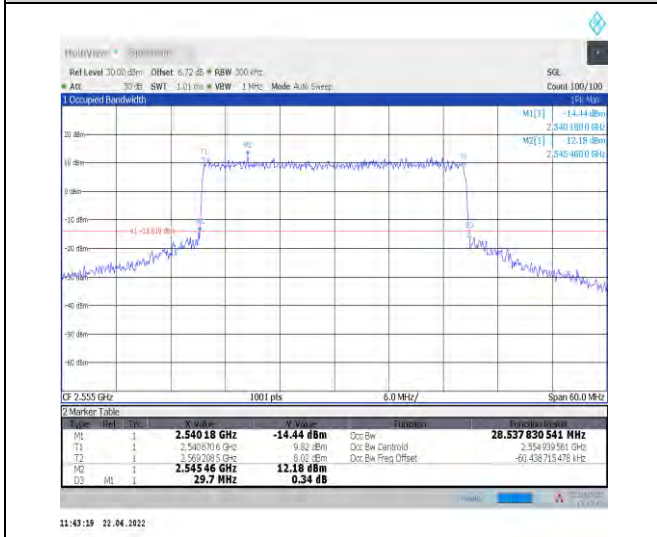 MultiView Spectrum
Ref Level 30.00 dBm Offset 6.72 dB RBW 300 kHz SGL
Att 30 dB SWT 1.01 ms VBW 1 MHz Mode Auto Sweep Count 100/100
1 Occupied Bandwidth 1Pk Max
M1[1] -14.44 dBm
2.540 180 0 GHz
M2[1] 12.18 dBm
2.545 460 0 GHz
20 dBm
M2
T1 T2
10 dBm
0 dBm
-10 dBm
M1
D3
-20 dBm
-30 dBm
-40 dBm
-50 dBm
-60 dBm
CF 2.555 GHz 1001 pts 6.0 MHz/ Span 60.0 MHz
2 Marker Table
Type Ref Trc X-Value Y-Value Function Function Result
M1 1 2.540 18 GHz -14.44 dBm Occ Bw 28.537 830 541 MHz
T1 1 2.540 670 6 GHz 9.82 dBm Occ Bw Centroid 2.554 939 561 GHz
T2 1 2.569 208 5 GHz 8.02 dBm Occ Bw Freq Offset -60.438 715 478 kHz
M2 1 2.545 46 GHz 12.18 dBm
D3 M1 1 29.7 MHz 0.34 dB
11:43:19 22.04.2022